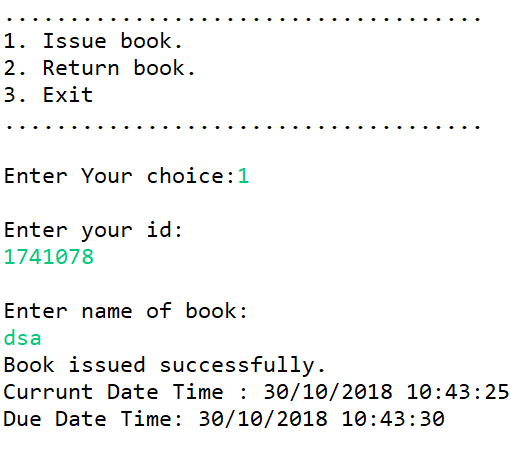 .....................................
1. Issue book.
2. Return book.
3. Exit
.....................................
Enter Your choice:1
Enter your id:
1741078
Enter name of book:
dsa
Book issued successfully.
Currunt Date Time : 30/10/2018 10:43:25
Due Date Time: 30/10/2018 10:43:30